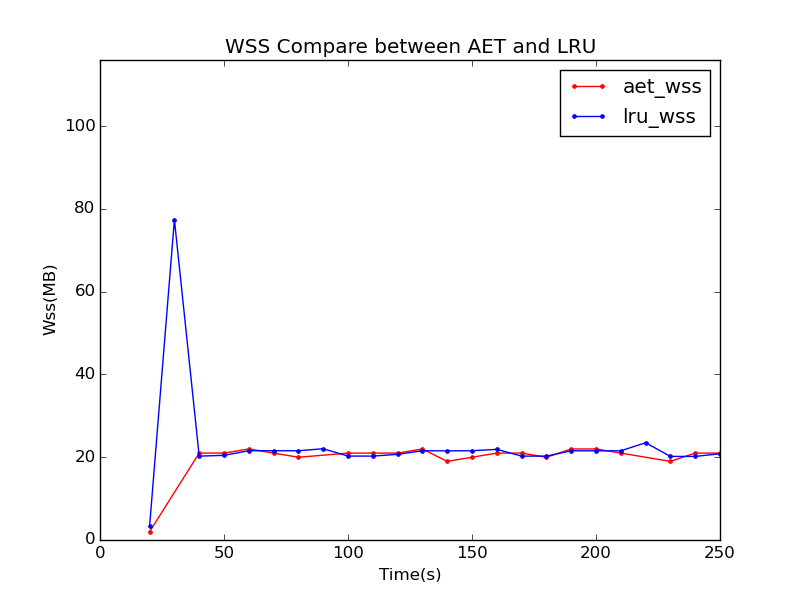 WSS Compare between AET and LRU
aet_wss
lru_wss
100
80
60
40
20
0
Wss(MB)
0 50 100 150 200 250
Time(s)